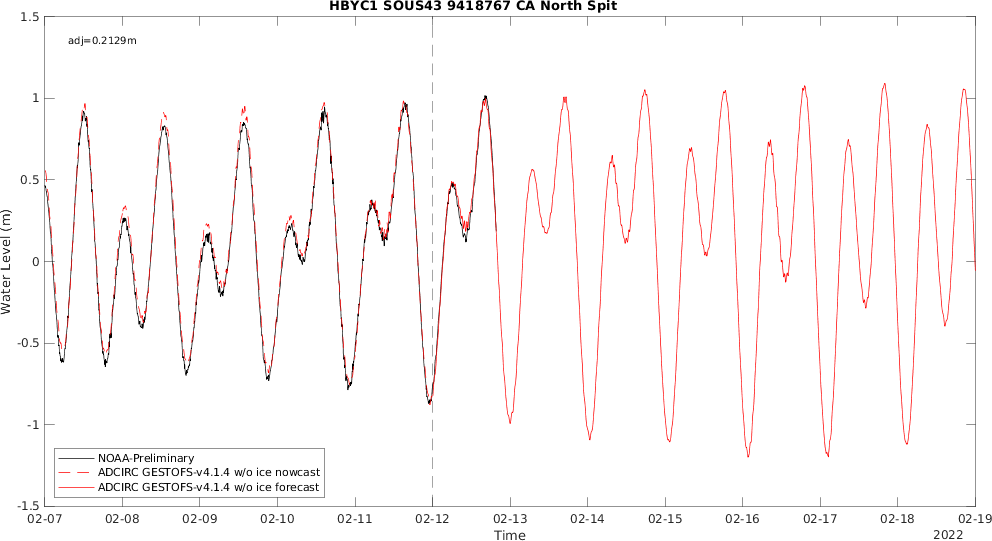 HBYC1 SOUS43 9418767 CA North Spit
adj=0.2129m
1.5
1
0.5
0
-0.5
-1
-1.5
Water Level (m)
NOAA-Preliminary
ADCIRC GESTOFS-v4.1.4 w/o ice nowcast
ADCIRC GESTOFS-v4.1.4 w/o ice forecast
02-07 02-08 02-09 02-10 02-11 02-12 02-13 02-14 02-15 02-16 02-17 02-18 02-19
Time
2022